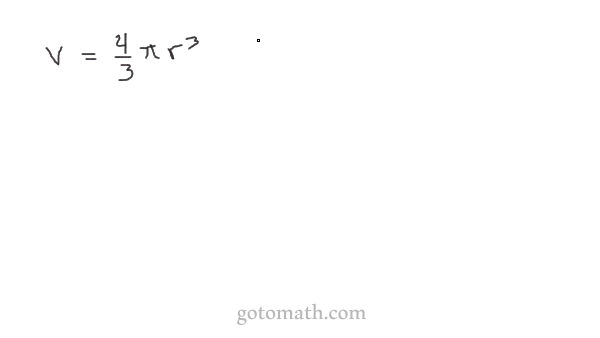 V = 4/3 π r³
gotomath.com